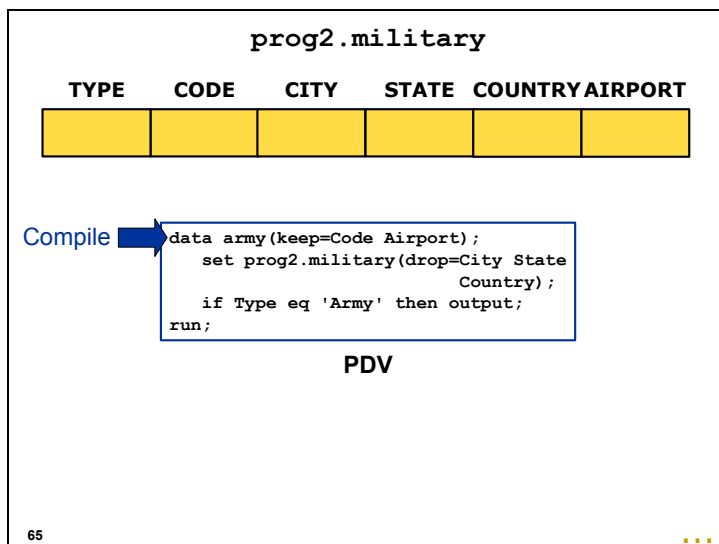 prog2.military
TYPE CODE CITY STATE COUNTRY AIRPORT
Compile
data army(keep=Code Airport);
set prog2.military(drop=City State
Country);
if Type eq 'Army' then output;
run;
PDV
65
...